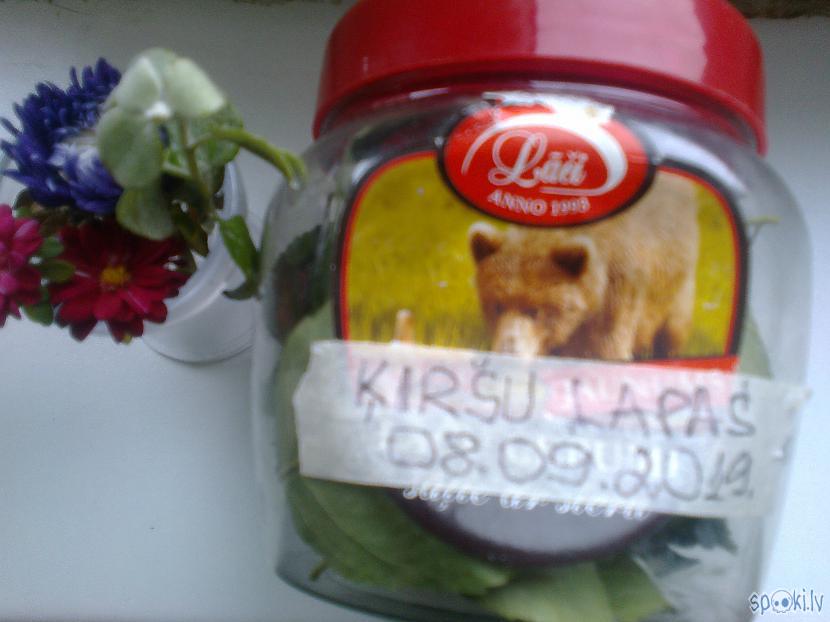 Lāči
ANNO 1993
ĶIRŠU LAPAS
08.09.2019.
spoki.lv